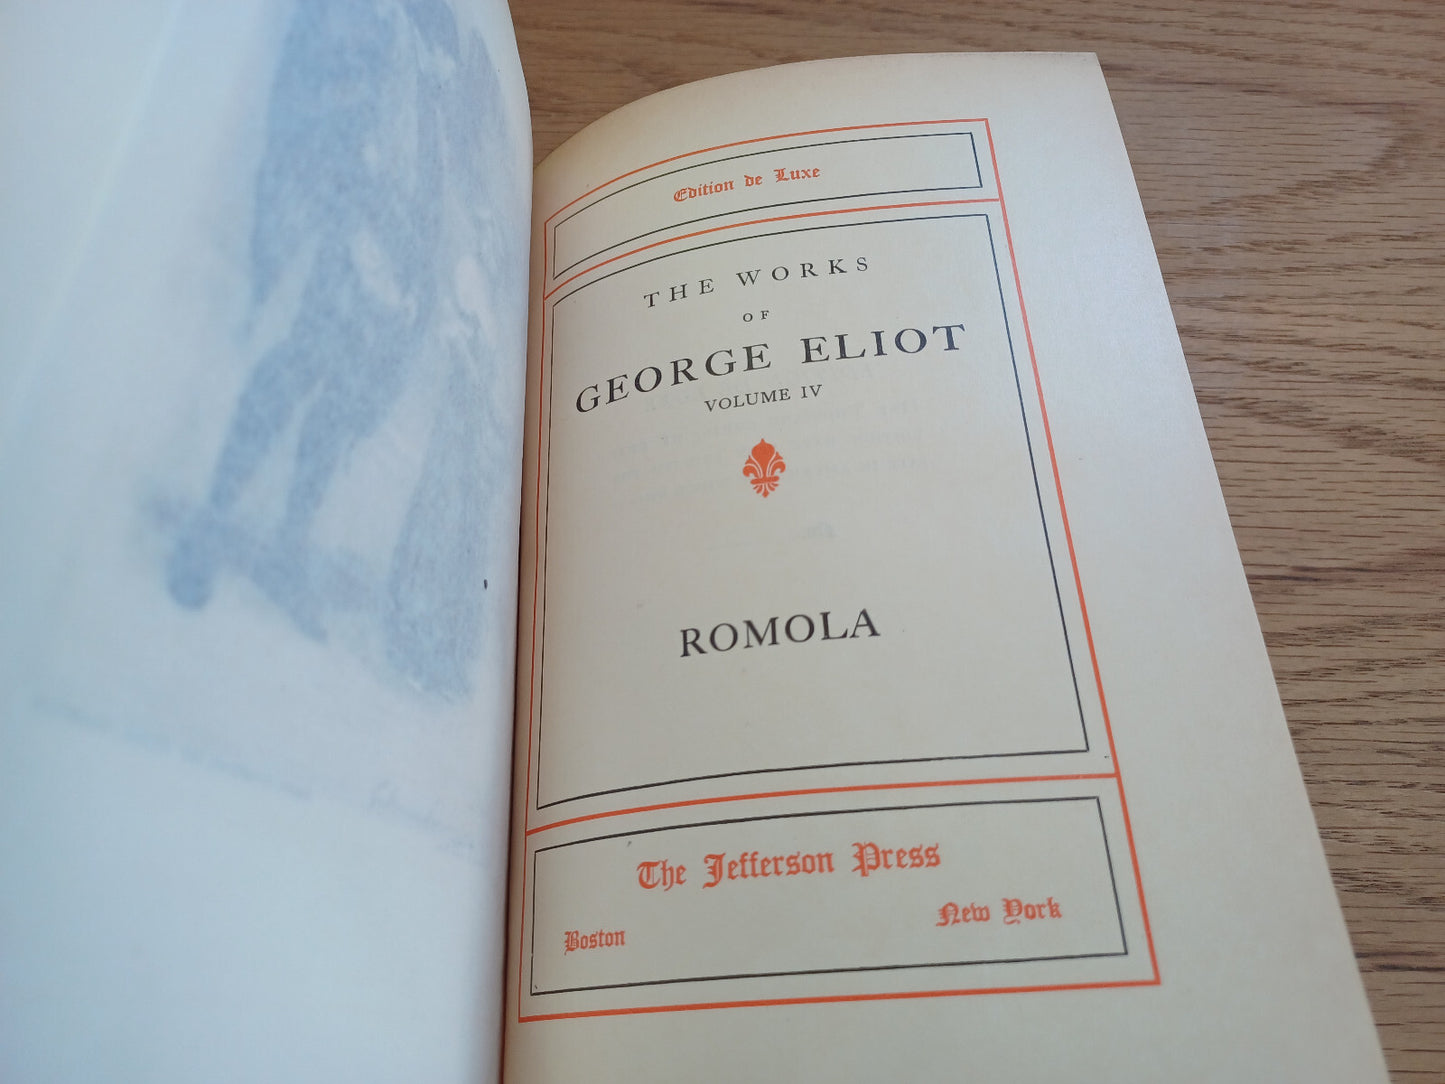 Edition de Luxe
THE WORKS
OF
GEORGE ELIOT
VOLUME IV
ROMOLA
The Jefferson Press
Boston
New York